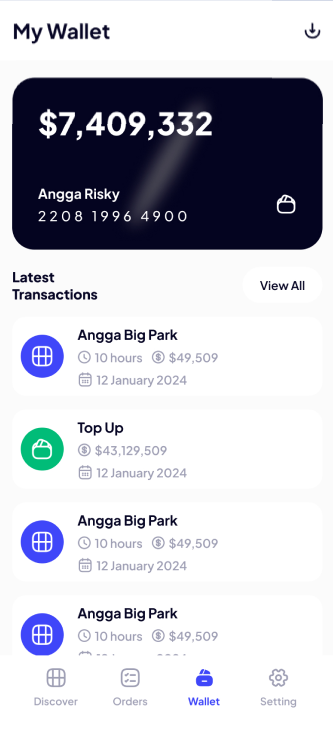 My Wallet
$7,409,332
Angga Risky
2208 1996 4900
Latest
Transactions
View All
Angga Big Park
10 hours $49,509
12 January 2024
Top Up
$43,129,509
12 January 2024
Angga Big Park
10 hours $49,509
12 January 2024
Angga Big Park
10 hours $49,509
Discover Orders Wallet Setting